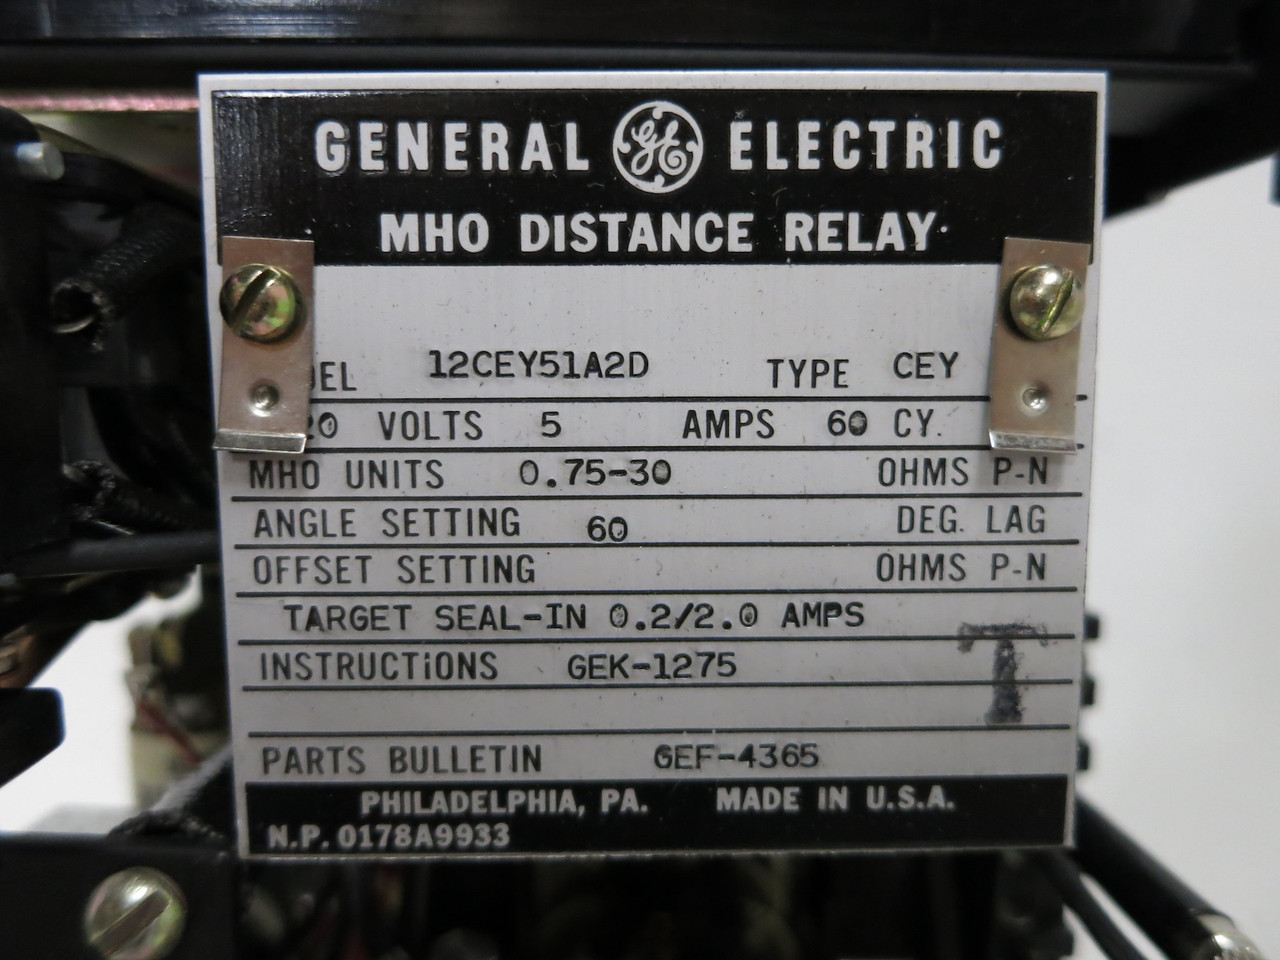 GENERAL GE ELECTRIC
MHO DISTANCE RELAY
12CEY51A2D TYPE CEY
VOLTS 5 AMPS 60 CY.
MHO UNITS 0.75-30 OHMS P-N
ANGLE SETTING 60 DEG. LAG
OFFSET SETTING OHMS P-N
TARGET SEAL-IN 0.2/2.0 AMPS
INSTRUCTiONS GEK-1275
T
PARTS BULLETIN GEF-4365
PHILADELPHIA, PA. MADE IN U.S.A.
N.P. 0178A9933